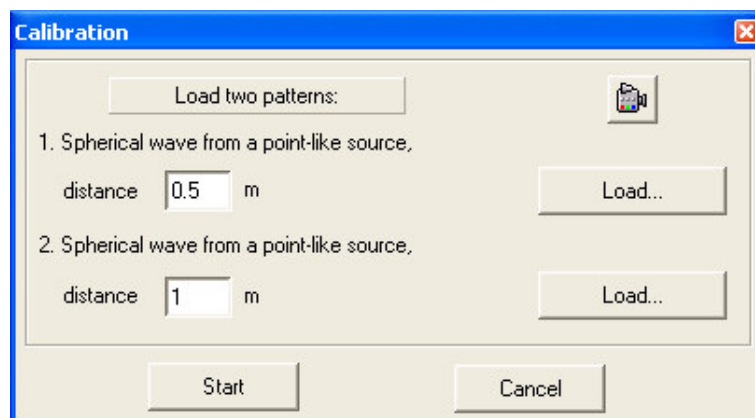 Calibration
Load two patterns:
1. Spherical wave from a point-like source,
distance 0.5 m Load...
2. Spherical wave from a point-like source,
distance 1 m Load...
Start Cancel